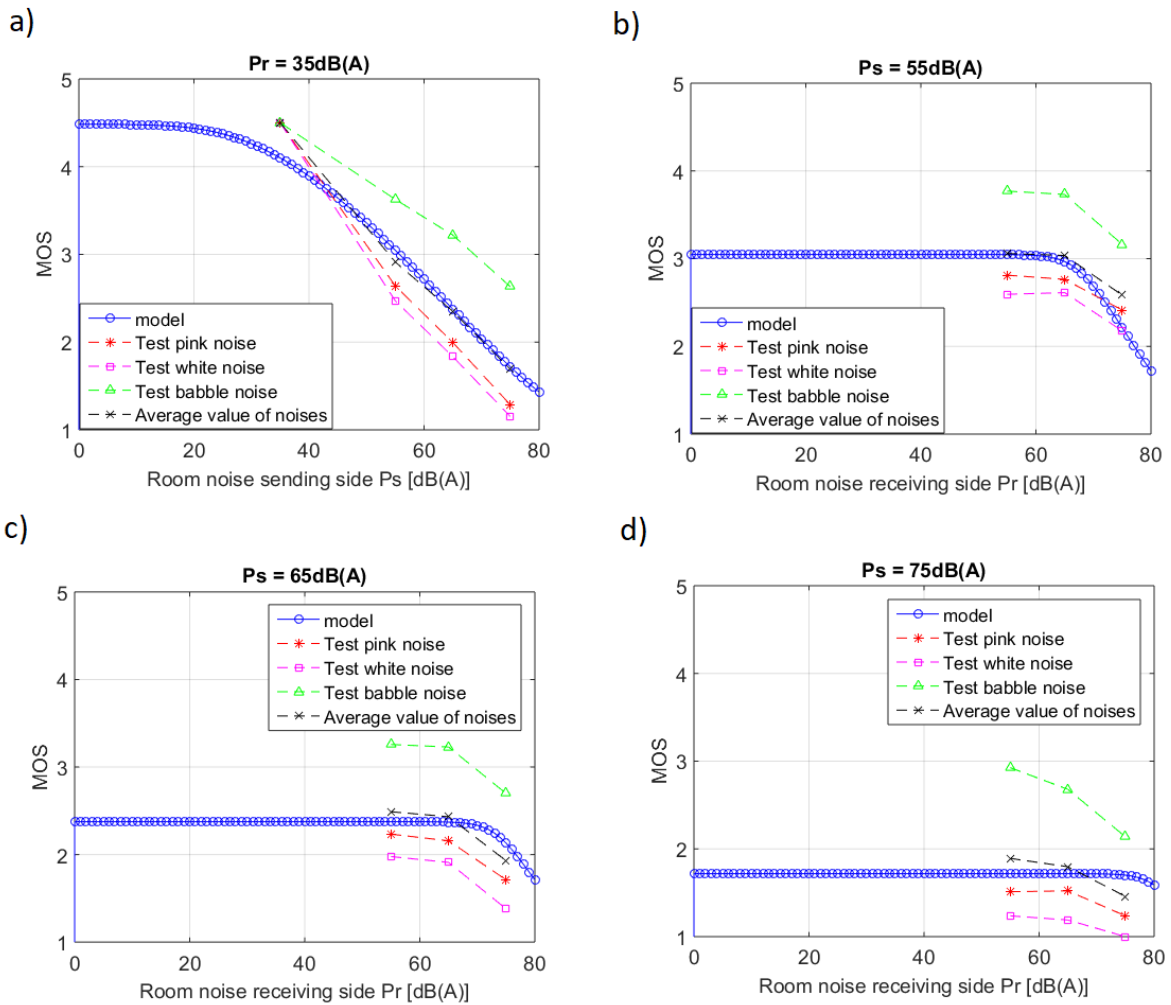 a)
Pr = 35dB(A)
5
4
3
2
1
MOS
model
Test pink noise
Test white noise
Test babble noise
Average value of noises
0 20 40 60 80
Room noise sending side Ps [dB(A)]
b)
Ps = 55dB(A)
5
4
3
2
1
MOS
model
Test pink noise
Test white noise
Test babble noise
Average value of noises
0 20 40 60 80
Room noise receiving side Pr [dB(A)]
c)
Ps = 65dB(A)
5
4
3
2
1
MOS
model
Test pink noise
Test white noise
Test babble noise
Average value of noises
0 20 40 60 80
Room noise receiving side Pr [dB(A)]
d)
Ps = 75dB(A)
5
4
3
2
1
MOS
model
Test pink noise
Test white noise
Test babble noise
Average value of noises
0 20 40 60 80
Room noise receiving side Pr [dB(A)]